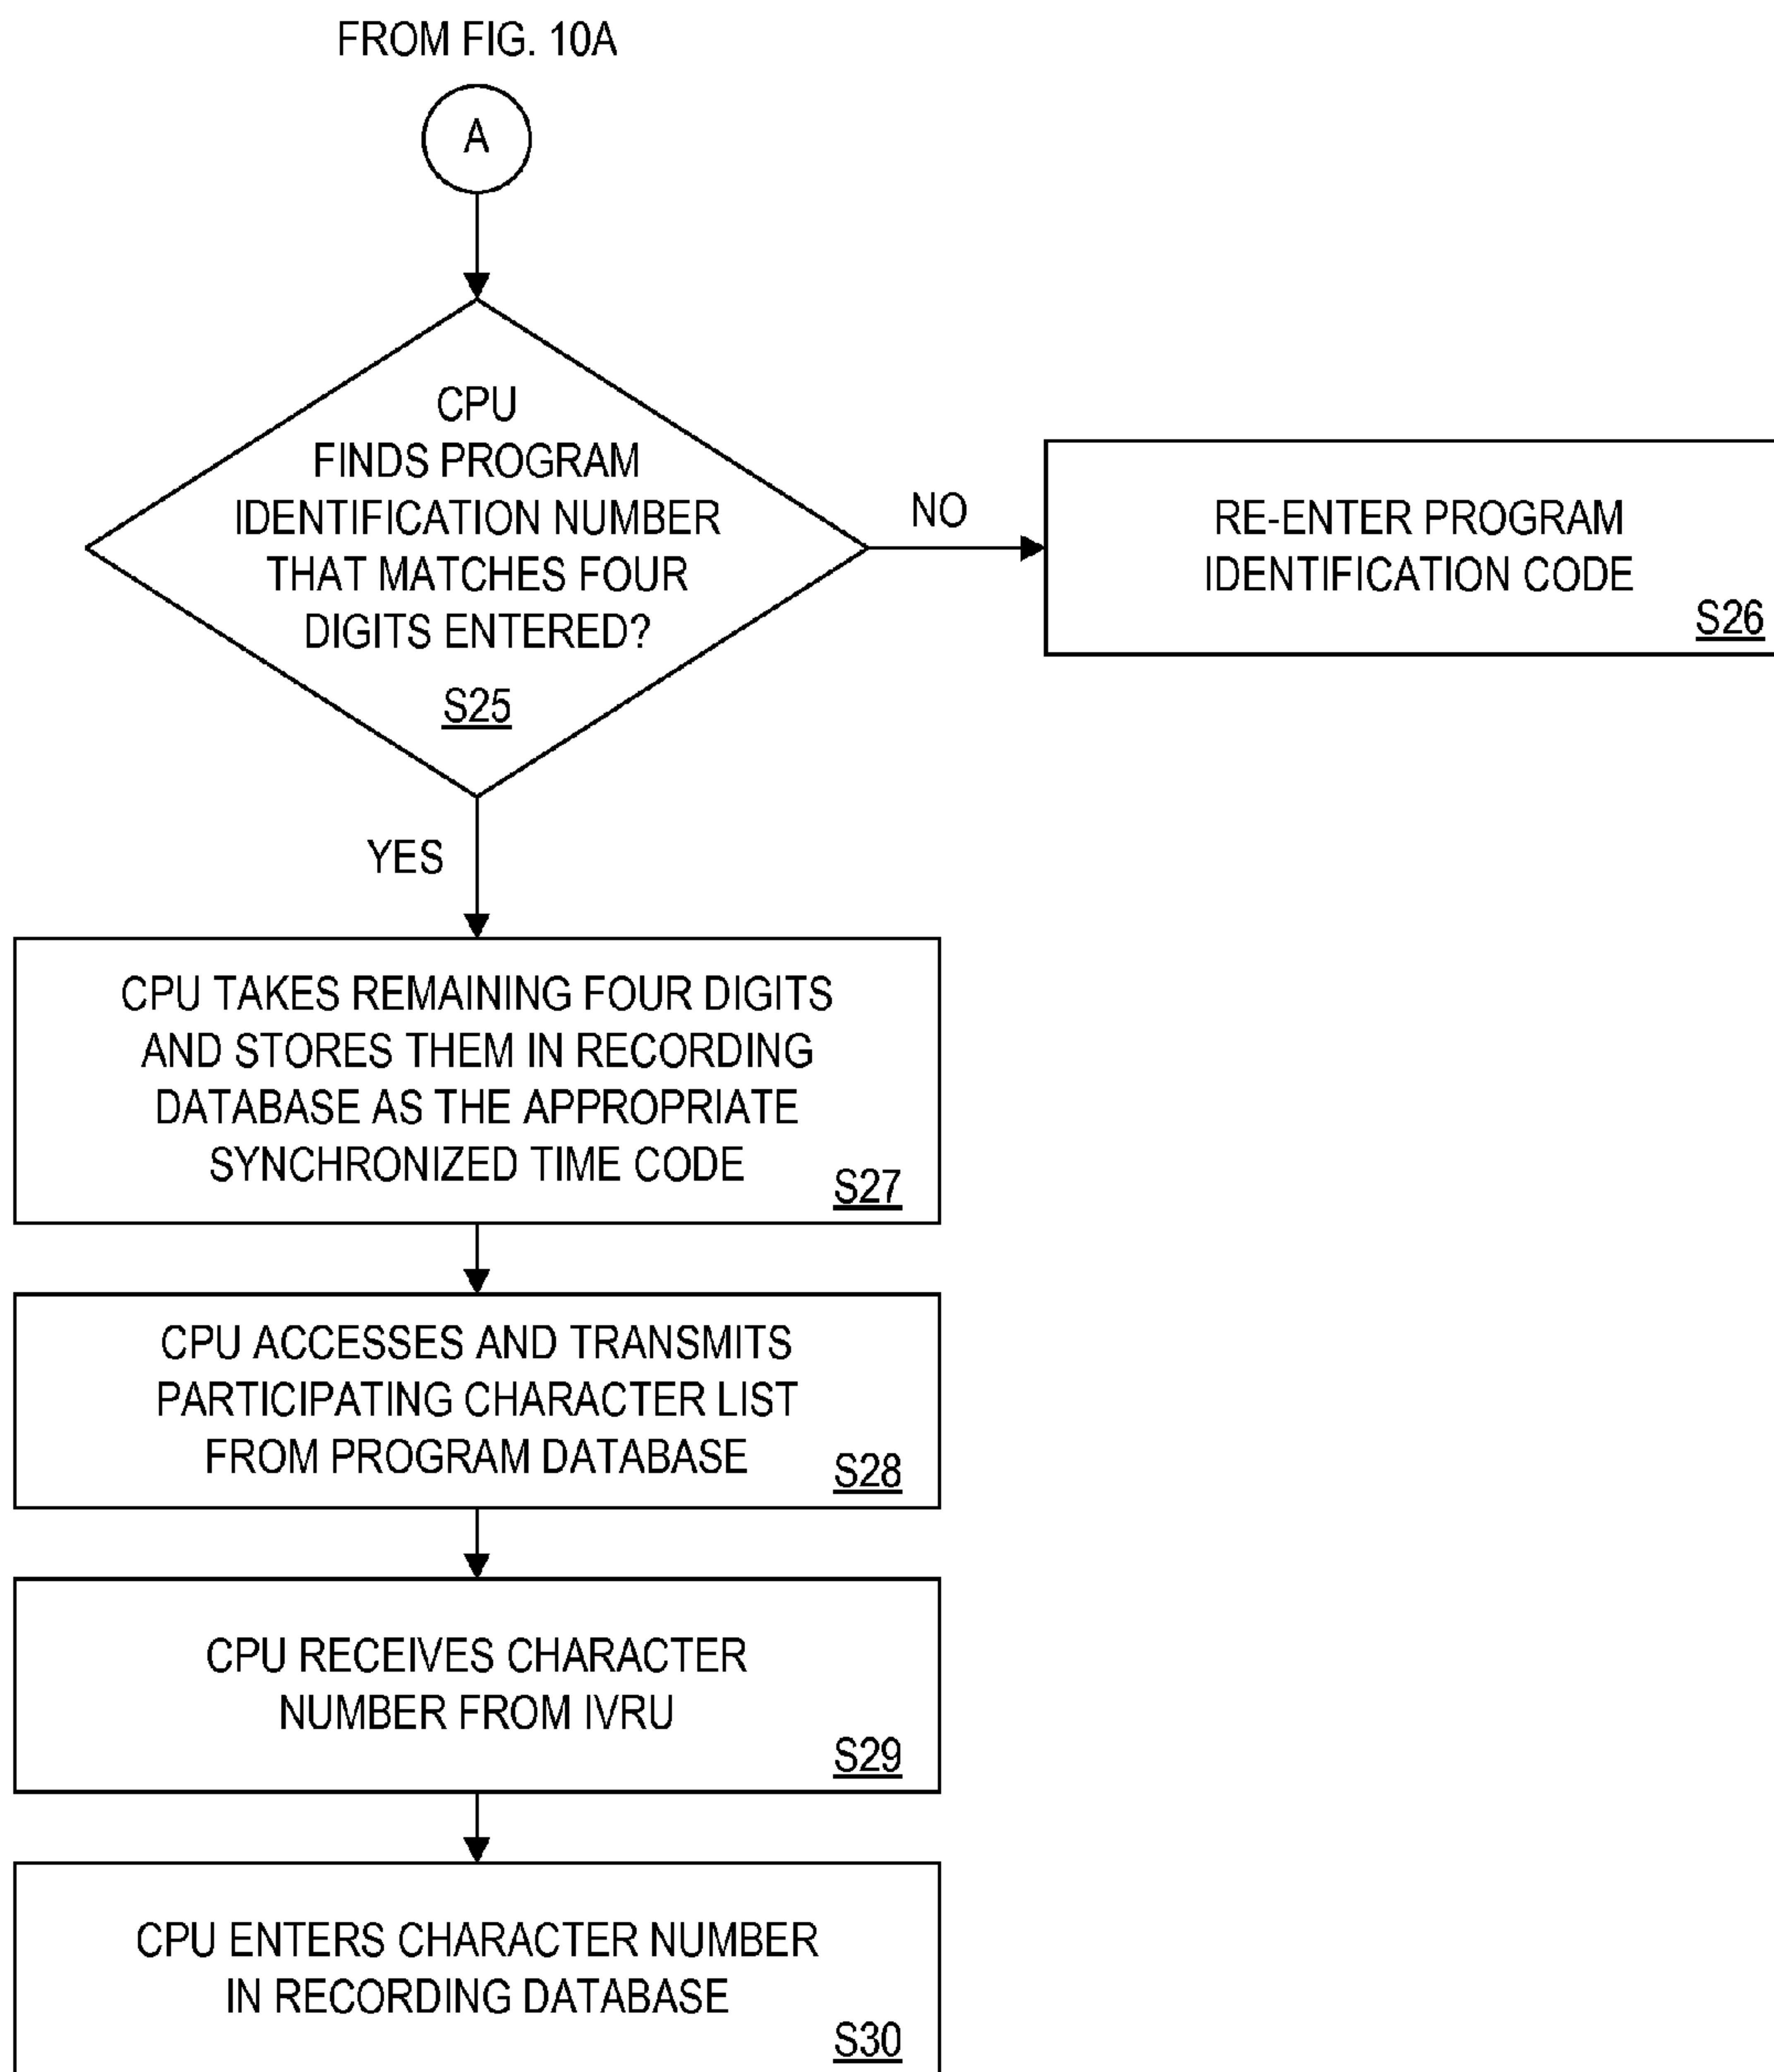 FROM FIG. 10A
A
CPU
FINDS PROGRAM
IDENTIFICATION NUMBER
THAT MATCHES FOUR
DIGITS ENTERED?
S25
NO
RE-ENTER PROGRAM
IDENTIFICATION CODE
S26
YES
CPU TAKES REMAINING FOUR DIGITS
AND STORES THEM IN RECORDING
DATABASE AS THE APPROPRIATE
SYNCHRONIZED TIME CODE
S27
CPU ACCESSES AND TRANSMITS
PARTICIPATING CHARACTER LIST
FROM PROGRAM DATABASE
S28
CPU RECEIVES CHARACTER
NUMBER FROM IVRU
S29
CPU ENTERS CHARACTER NUMBER
IN RECORDING DATABASE
S30